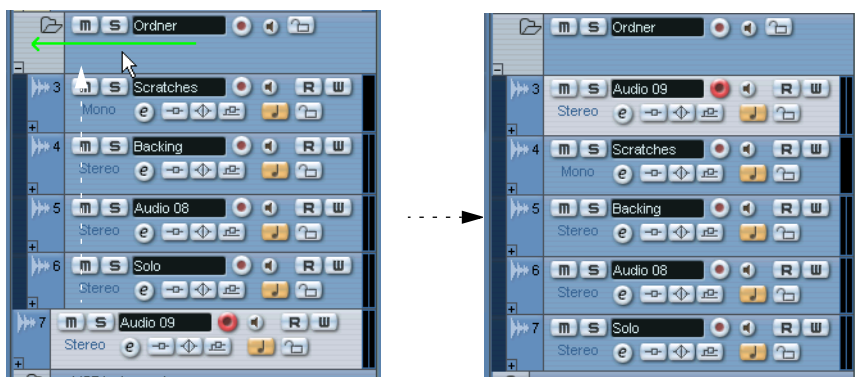 m S Ordner
3 m S Scratches R W
Mono e
4 m S Backing R W
Stereo e
5 m S Audio 08 R W
Stereo e
6 m S Solo R W
Stereo e
7 m S Audio 09 R W
Stereo e
m S Ordner
3 m S Audio 09 R W
Stereo e
4 m S Scratches R W
Mono e
5 m S Backing R W
Stereo e
6 m S Audio 08 R W
Stereo e
7 m S Solo R W
Stereo e